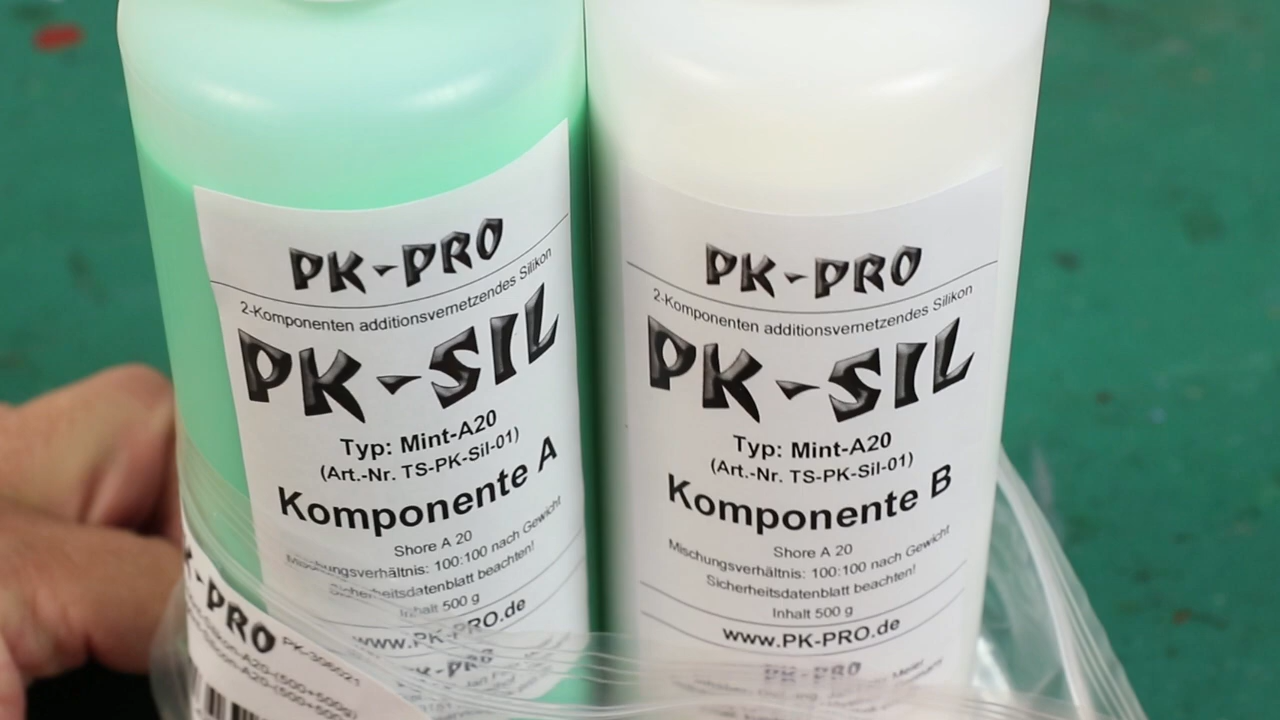 PK-PRO
2-Komponenten additionsvernetzendes Silikon
PK-SIL
Typ: Mint-A20
(Art.-Nr. TS-PK-Sil-01)
Komponente A
Shore A 20
Mischungsverhältnis: 100:100 nach Gewicht
Sicherheitsdatenblatt beachten!
Inhalt 500 g
www.PK-PRO.de
PK-PRO
PK-PRO
2-Komponenten additionsvernetzendes Silikon
PK-SIL
Typ: Mint-A20
(Art.-Nr. TS-PK-Sil-01)
Komponente B
Shore A 20
Mischungsverhältnis: 100:100 nach Gewicht
Sicherheitsdatenblatt beachten!
Inhalt 500 g
www.PK-PRO.de
PK-PRO
K-PRO